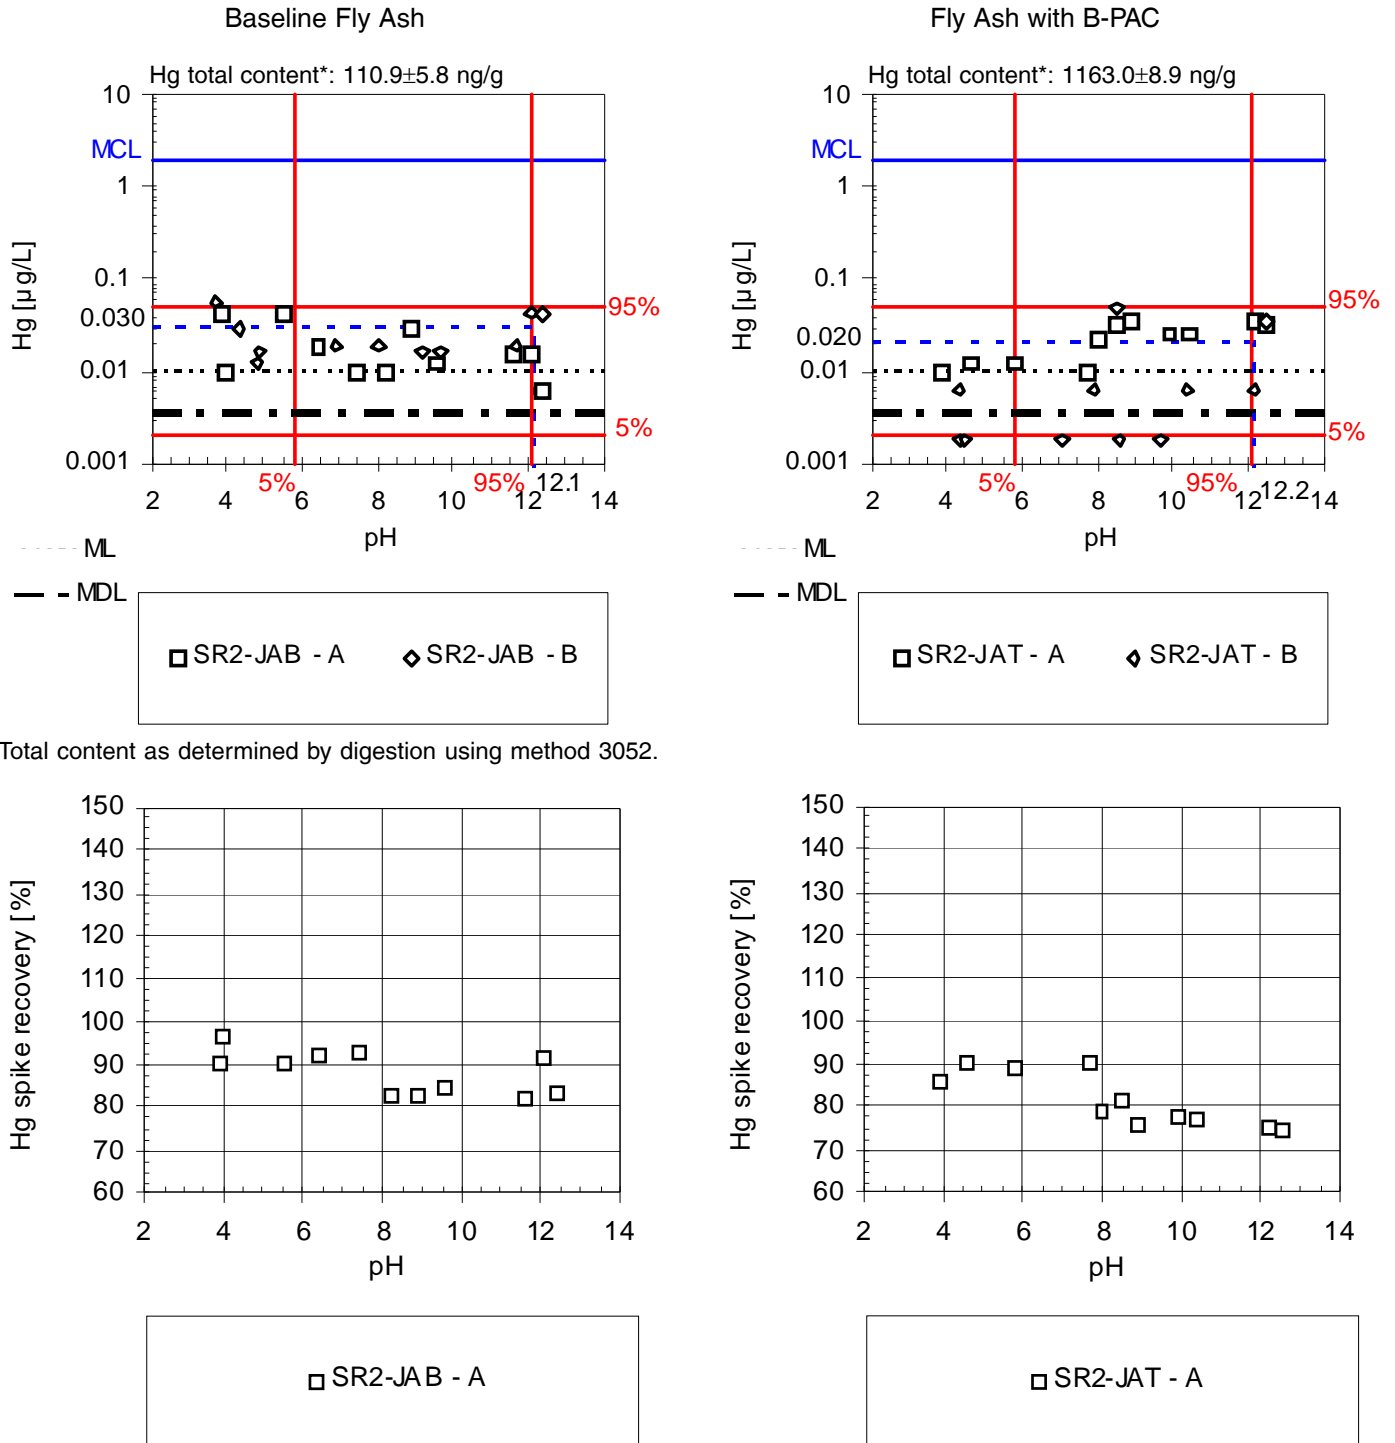 Baseline Fly Ash
Hg total content*: 110.9±5.8 ng/g
10
MCL
1
0.1
0.030
0.01
0.001
Hg [µg/L]
95%
5%
5%
95%
12.1
2 4 6 8 10 12 14
pH
ML
MDL
SR2-JAB - A
SR2-JAB - B
Fly Ash with B-PAC
Hg total content*: 1163.0±8.9 ng/g
10
MCL
1
0.1
0.020
0.01
0.001
Hg [µg/L]
95%
5%
5%
95%
12.2
2 4 6 8 10 12 14
pH
ML
MDL
SR2-JAT - A
SR2-JAT - B
Total content as determined by digestion using method 3052.
150
140
130
120
110
100
90
80
70
60
Hg spike recovery [%]
2 4 6 8 10 12 14
pH
SR2-JAB - A
150
140
130
120
110
100
90
80
70
60
Hg spike recovery [%]
2 4 6 8 10 12 14
pH
SR2-JAT - A